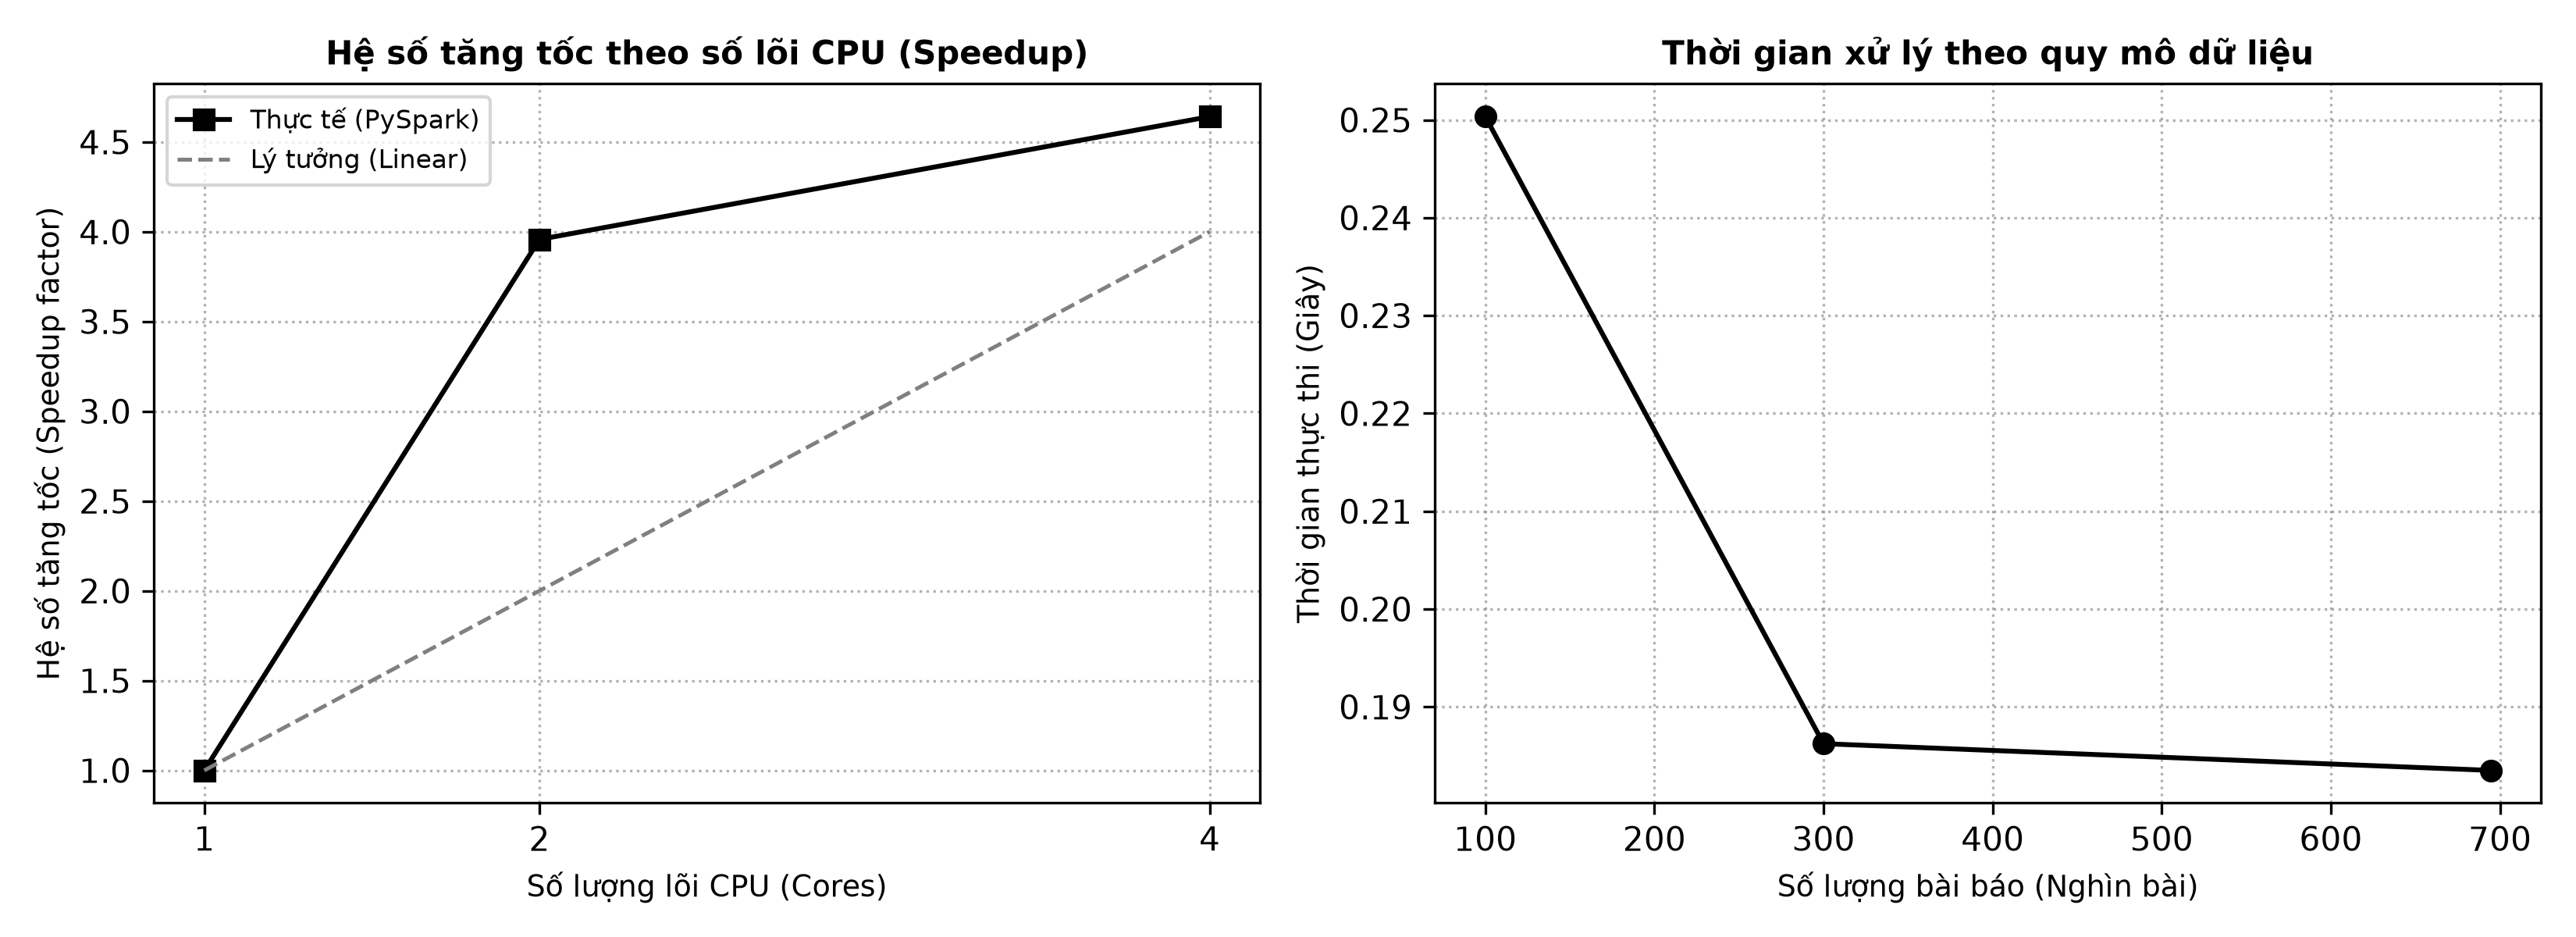 Hệ số tăng tốc theo số lõi CPU (Speedup)
Thực tế (PySpark)
Lý tưởng (Linear)
Hệ số tăng tốc (Speedup factor)
4.5
4.0
3.5
3.0
2.5
2.0
1.5
1.0
1 2 4
Số lượng lõi CPU (Cores)
Thời gian xử lý theo quy mô dữ liệu
Thời gian thực thi (Giây)
0.25
0.24
0.23
0.22
0.21
0.20
0.19
100 200 300 400 500 600 700
Số lượng bài báo (Nghìn bài)